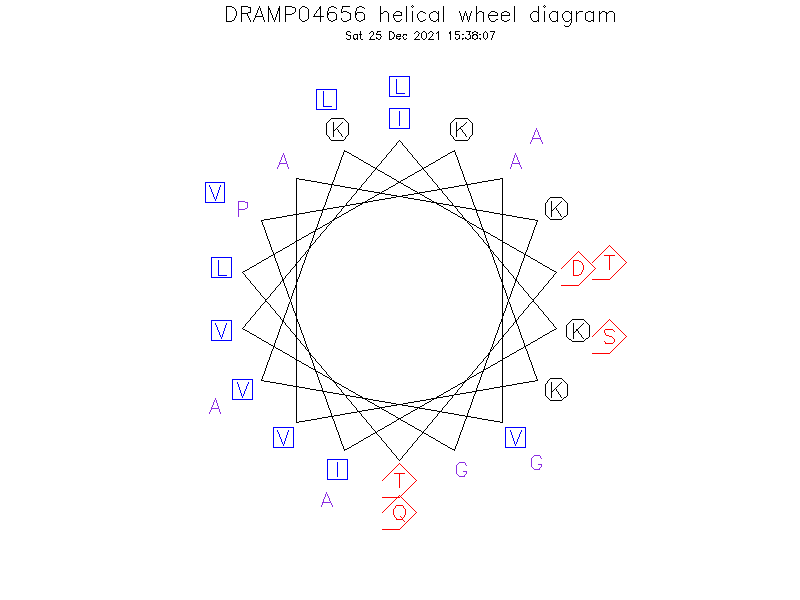 DRAMP04656 helical wheel diagram
Sat 25 Dec 2021 15:38:07
L
L
I
K
K
A
A
A
V
P
K
L
D
T
V
K
S
V
K
A
V
V
G
I
G
T
A
Q